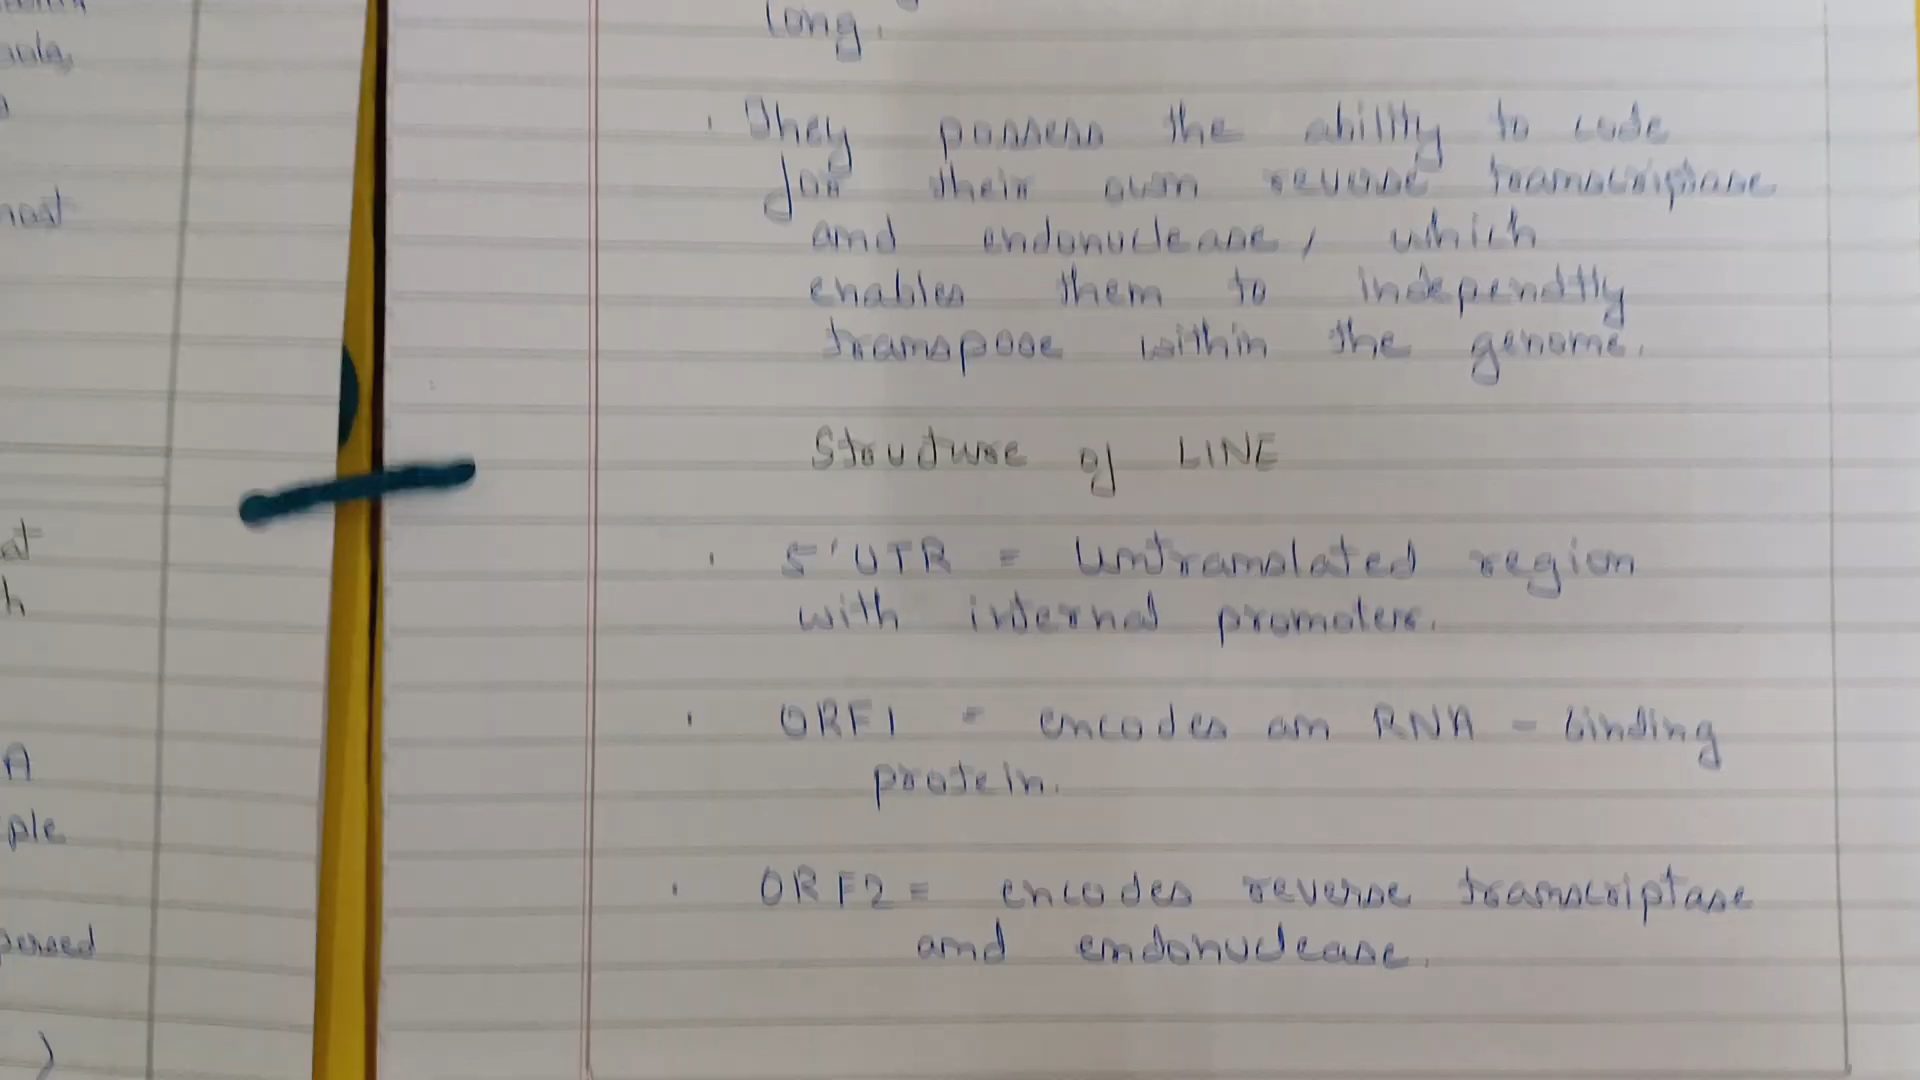 at
h
A
ple
long.
They possess the ability to code
for their own reverse transcriptase
and endonuclease, which
enables them to independtly
transpose within the genome.
Structure of LINE
5'UTR = Untranslated region
with internal promoters.
ORF1 = encodes an RNA - binding
protein.
ORF2 = encodes reverse transcriptase
and endonuclease.